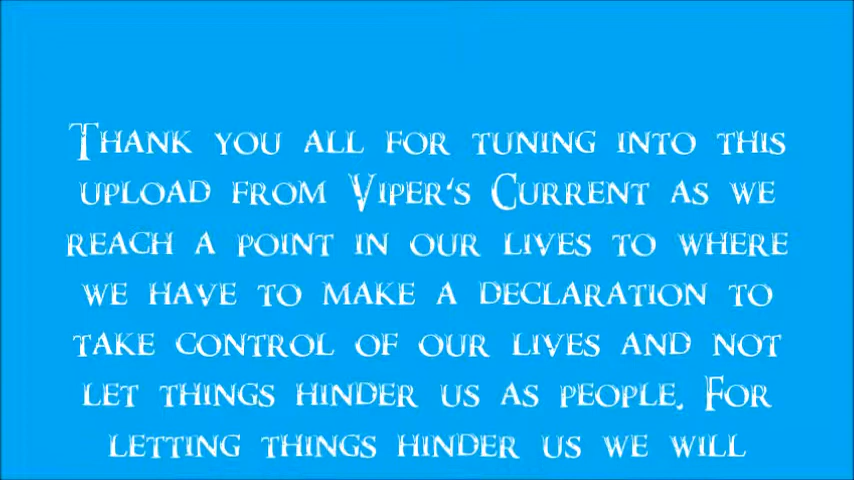 Thank you all for tuning into this
upload from Viper's Current as we
reach a point in our lives to where
we have to make a declaration to
take control of our lives and not
let things hinder us as people. For
letting things hinder us we will